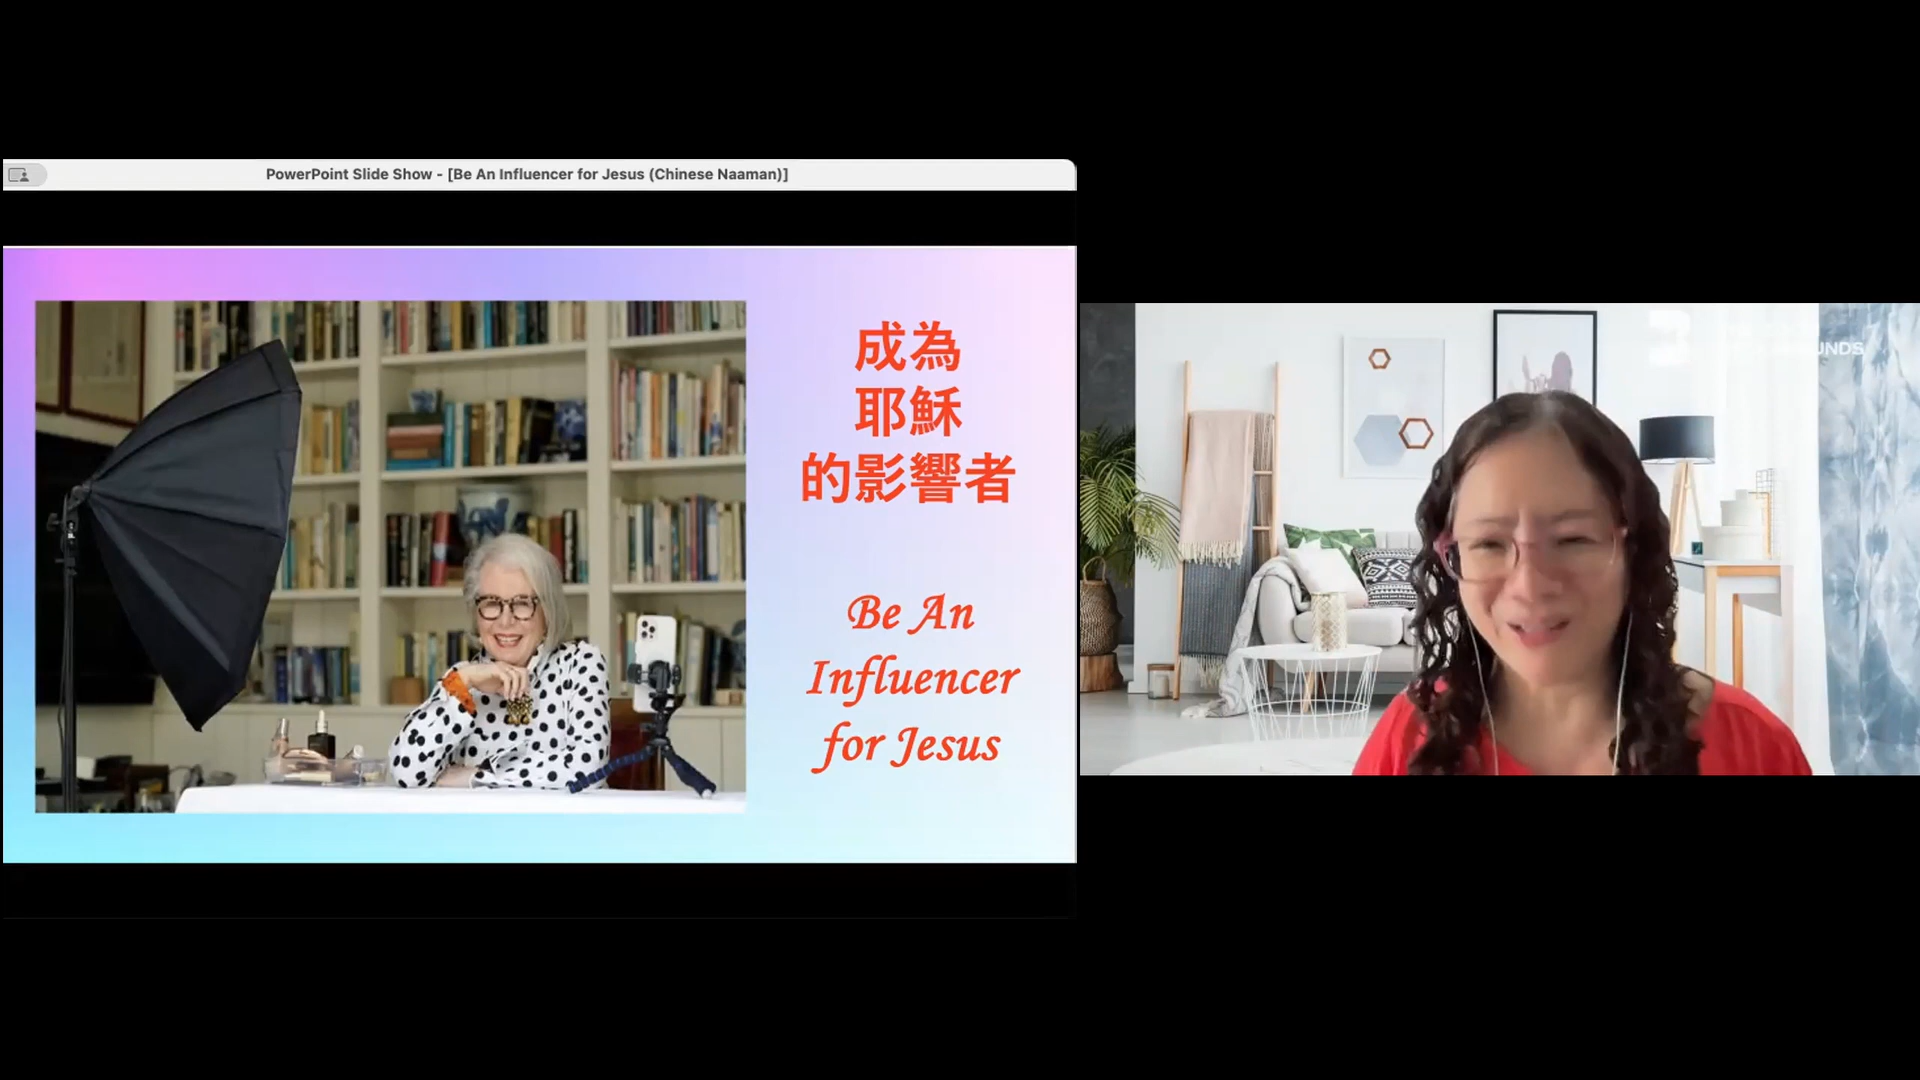 PowerPoint Slide Show - [Be An Influencer for Jesus (Chinese Naaman)]
成為
耶穌
的影響者
Be An
Influencer
for Jesus
UNDS